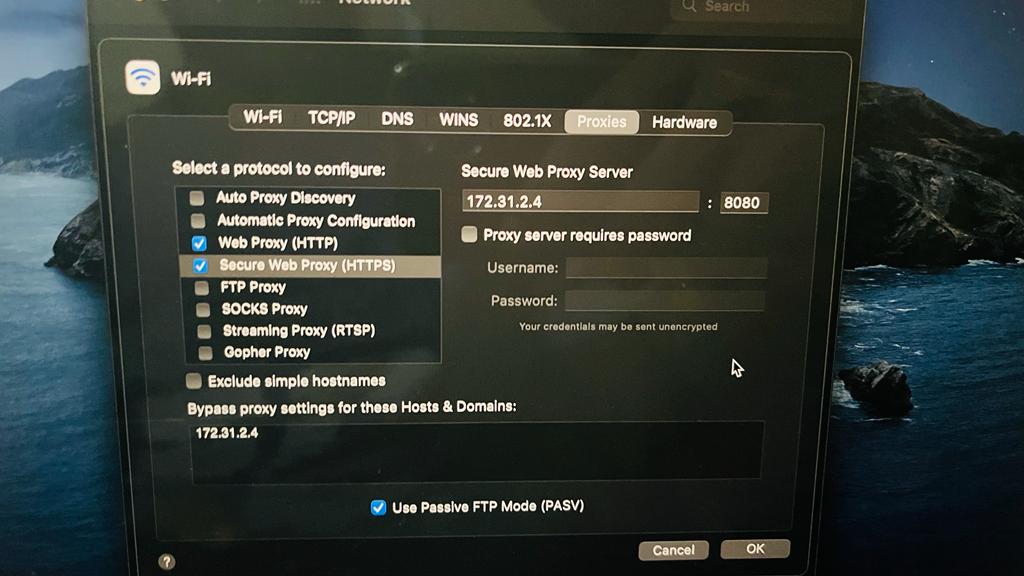 Network
Search
Wi-Fi
Wi-Fi TCP/IP DNS WINS 802.1X Proxies Hardware
Select a protocol to configure:
Auto Proxy Discovery
Automatic Proxy Configuration
Web Proxy (HTTP)
Secure Web Proxy (HTTPS)
FTP Proxy
SOCKS Proxy
Streaming Proxy (RTSP)
Gopher Proxy
Exclude simple hostnames
Secure Web Proxy Server
172.31.2.4 : 8080
Proxy server requires password
Username:
Password:
Your credentials may be sent unencrypted
Bypass proxy settings for these Hosts & Domains:
172.31.2.4
Use Passive FTP Mode (PASV)
? Cancel OK